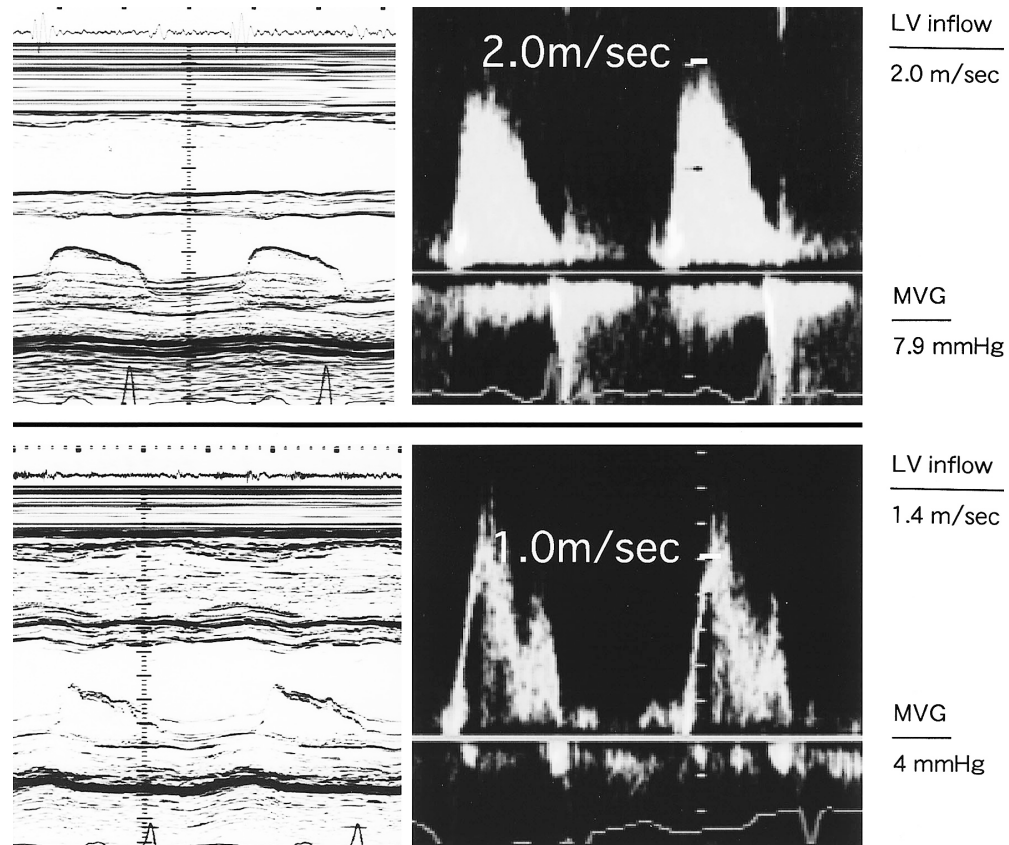 2.0m/sec
LV inflow
2.0 m/sec
MVG
7.9 mmHg
1.0m/sec
LV inflow
1.4 m/sec
MVG
4 mmHg